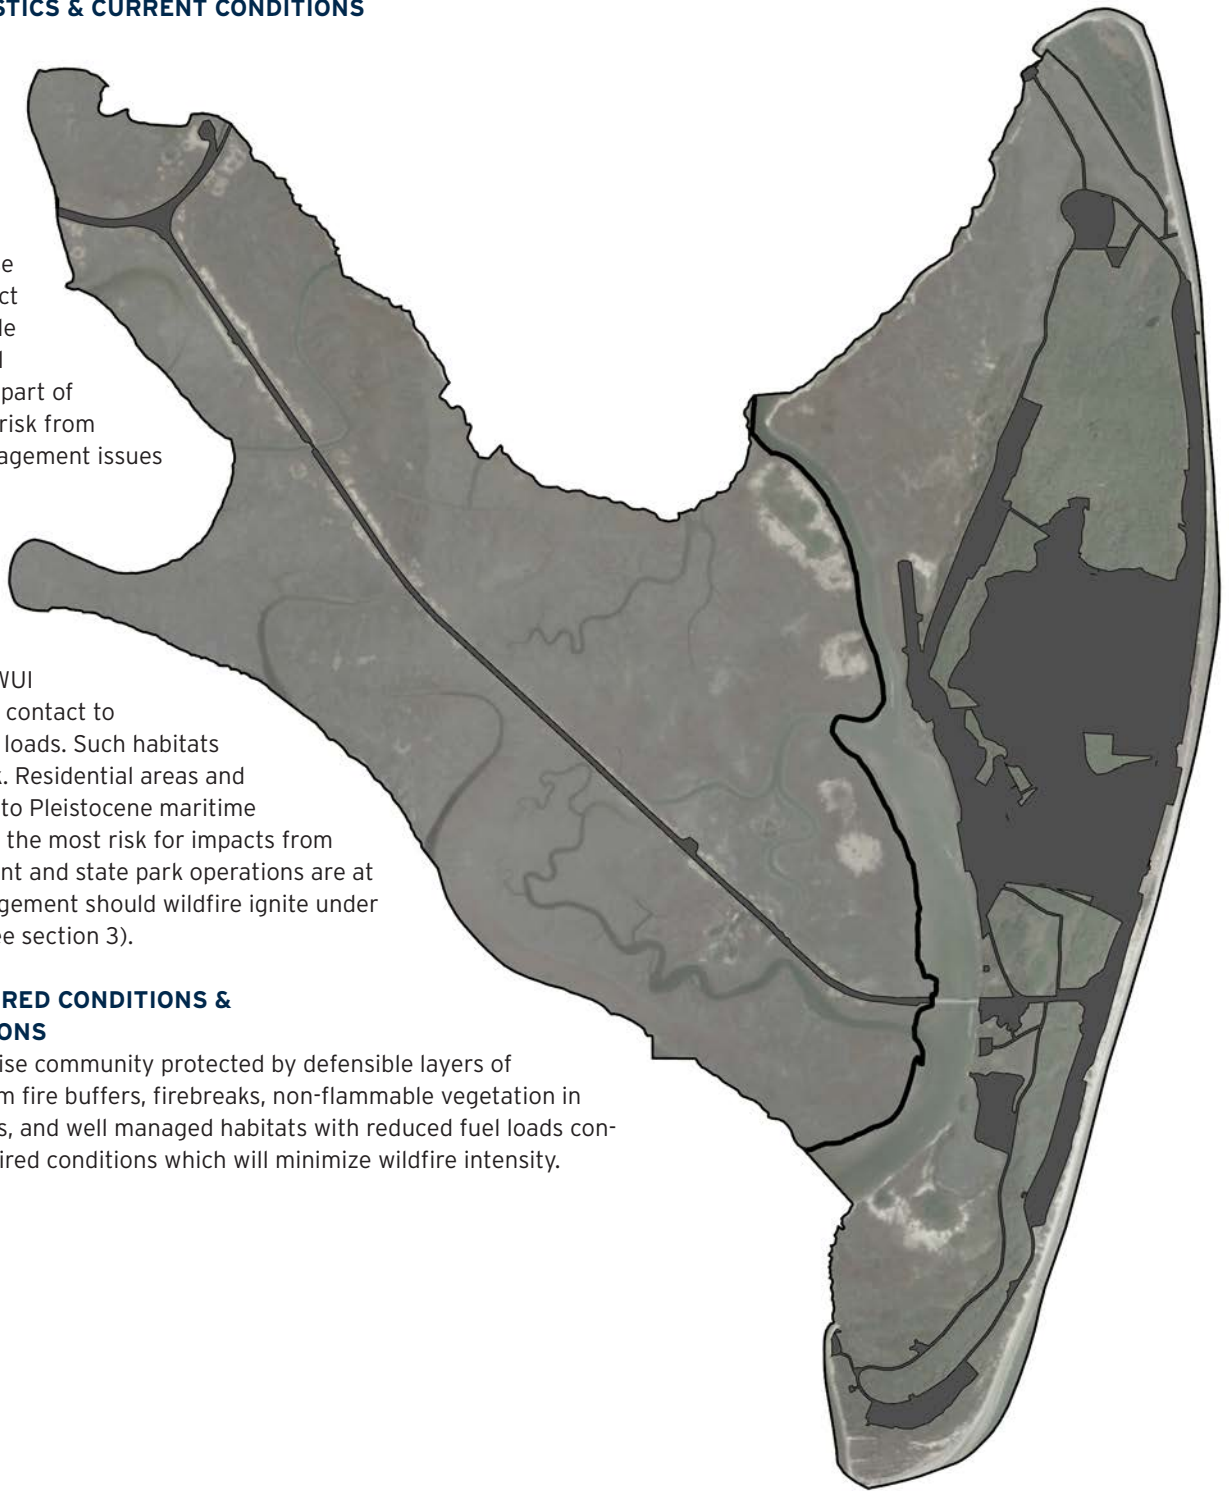 STICS & CURRENT CONDITIONS
part of
risk from
agement issues
WUI
contact to
loads. Such habitats
. Residential areas and
to Pleistocene maritime
the most risk for impacts from
nt and state park operations are at
gement should wildfire ignite under
ee section 3).
RED CONDITIONS &
ONS
ise community protected by defensible layers of
m fire buffers, firebreaks, non-flammable vegetation in
s, and well managed habitats with reduced fuel loads con-
ired conditions which will minimize wildfire intensity.